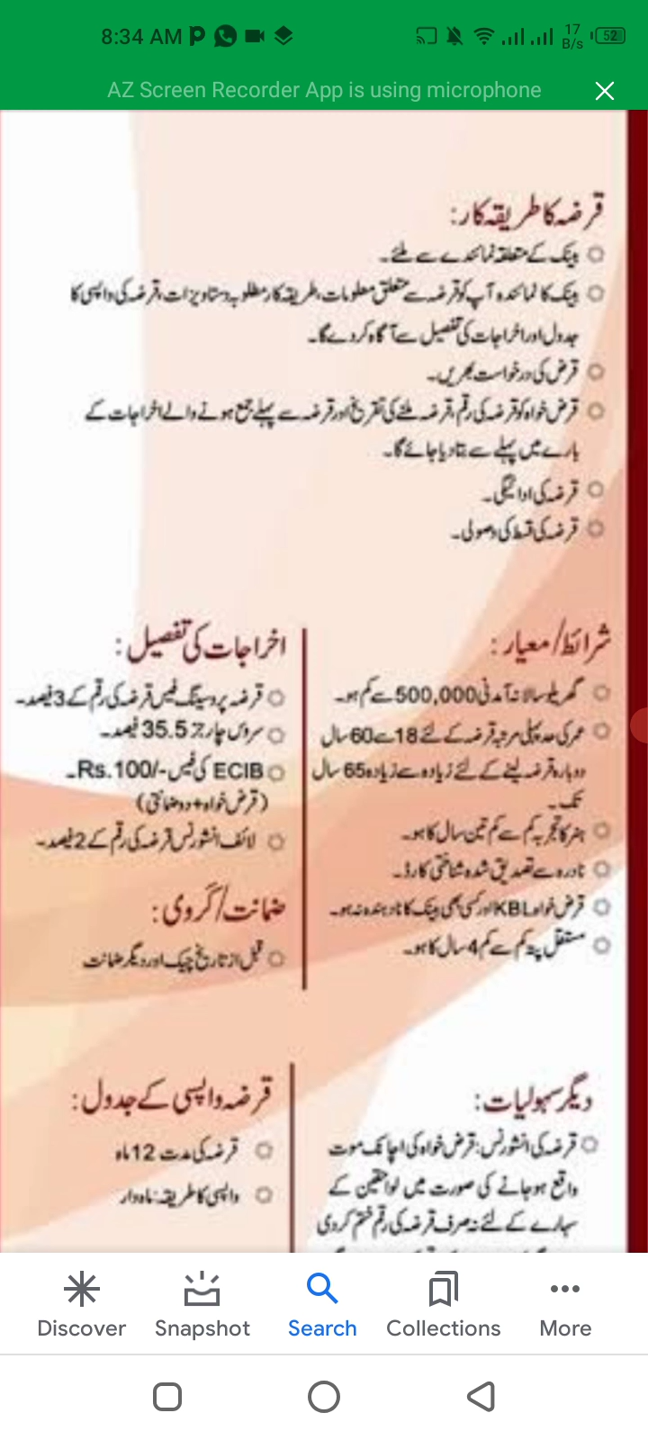 8:34 AM
17 B/s
52
AZ Screen Recorder App is using microphone
قرضہ کا طریقہ کار:
بینک کے متعلقہ نمائندے سے ملئے۔
بینک کا نمائندہ آپ کو قرضہ سے متعلق معلومات، طریقہ کار، مطلوبہ دستاویزات، قرضہ کی واپسی کا
جدول اور اخراجات کی تفصیل سے آگاہ کردے گا۔
قرض کی درخواست بھریں۔
قرض خواہ کو قرضہ کی رقم، قرضہ ملنے کی تاریخ اور قرضہ سے پہلے جمع ہونے والے اخراجات کے
بارے میں پہلے سے بتا دیا جائے گا۔
قرضہ کی ادائیگی۔
قرضہ کی قسط کی وصولی۔
شرائط/معیار:
گھریلو سالانہ آمدنی 500,000 سے کم ہو۔
عمر کی حد پہلی مرتبہ قرضہ کے لئے 18 سے 60 سال
دوبارہ قرضہ لینے کے لئے زیادہ سے زیادہ 65 سال
تک۔
ہنر کا تجربہ کم سے کم تین سال کا ہو۔
نادرہ سے تصدیق شدہ شناختی کارڈ۔
قرض خواہ KBL اور کسی بھی بینک کا نادہندہ نہ ہو۔
مستقل پتہ کم سے کم 4 سال کا ہو۔
اخراجات کی تفصیل:
قرضہ پروسیسنگ فیس قرضہ کی رقم کے 3 فیصد۔
سروس چارجز 35.5 فیصد۔
ECIB کی فیس Rs.100/-۔
(قرض خواہ + دو ضمانتی)
لائف انشورنس قرضہ کی رقم کے 2 فیصد۔
ضمانت/گروی:
قبل از تاریخ چیک اور دیگر ضمانت
دیگر سہولیات:
قرضہ کی انشورنس: قرض خواہ کی اچانک موت
واقع ہوجانے کی صورت میں لواحقین کے
سہارے کے لئے نہ صرف قرضہ کی رقم ختم کردی
قرضہ واپسی کے جدول:
قرضہ کی مدت 12 ماہ
واپسی کا طریقہ: ماہوار
Discover
Snapshot
Search
Collections
More